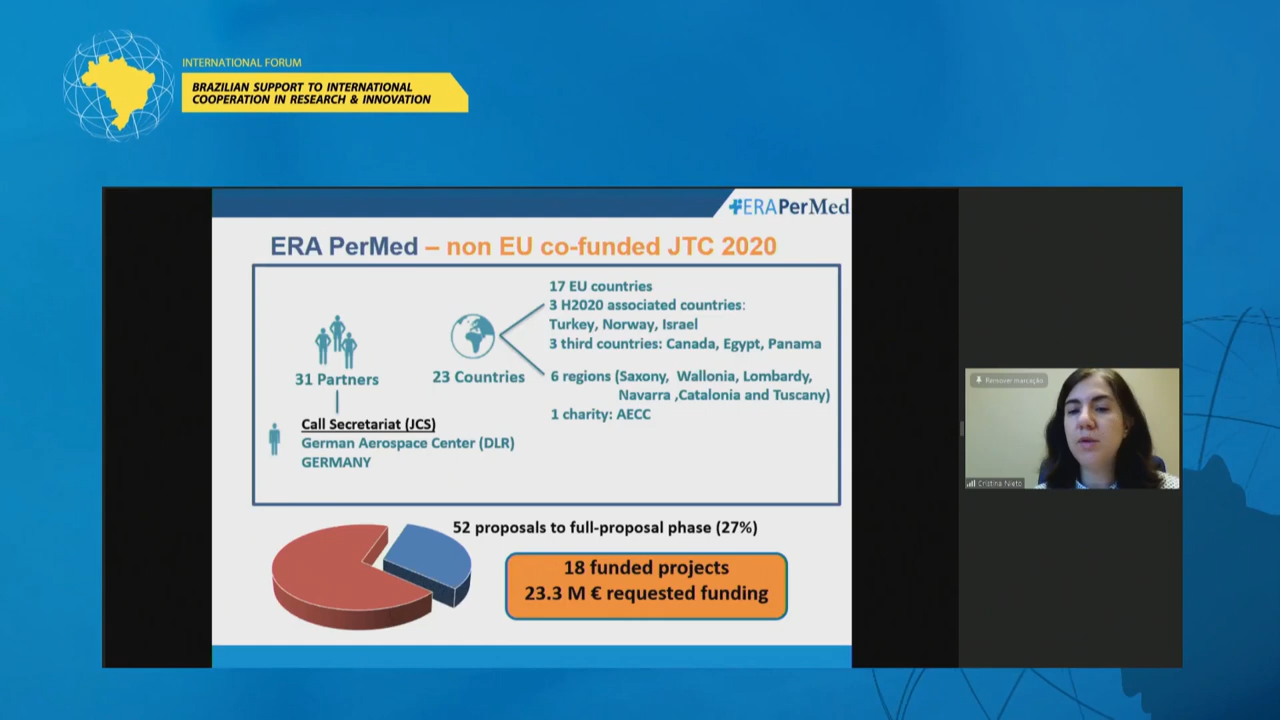 INTERNATIONAL FORUM
BRAZILIAN SUPPORT TO INTERNATIONAL
COOPERATION IN RESEARCH & INNOVATION
ERAPerMed
ERA PerMed – non EU co-funded JTC 2020
17 EU countries
3 H2020 associated countries:
Turkey, Norway, Israel
3 third countries: Canada, Egypt, Panama
31 Partners
23 Countries
6 regions (Saxony, Wallonia, Lombardy,
Navarra ,Catalonia and Tuscany)
1 charity: AECC
Call Secretariat (JCS)
German Aerospace Center (DLR)
GERMANY
52 proposals to full-proposal phase (27%)
18 funded projects
23.3 M € requested funding
Remover marcação
Cristina Nieto